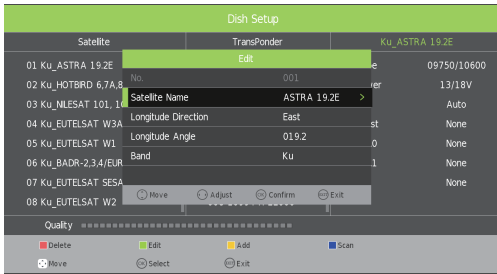 Dish Setup
Satellite TransPonder Ku_ASTRA 19.2E
01 Ku_ASTRA 19.2E 09750/10600
02 Ku_HOTBIRD 6,7A,8 13/18V
03 Ku_NILESAT 101, 10 Auto
04 Ku_EUTELSAT W3A None
05 Ku_EUTELSAT W1 None
06 Ku_BADR-2,3,4/EUR None
07 Ku_EUTELSAT SESA None
08 Ku_EUTELSAT W2
Edit
No. 001
Satellite Name ASTRA 19.2E >
Longitude Direction East
Longitude Angle 019.2
Band Ku
Move Adjust OK Confirm EXIT Exit
Quality
Delete Edit Add Scan
Move OK Select EXIT Exit